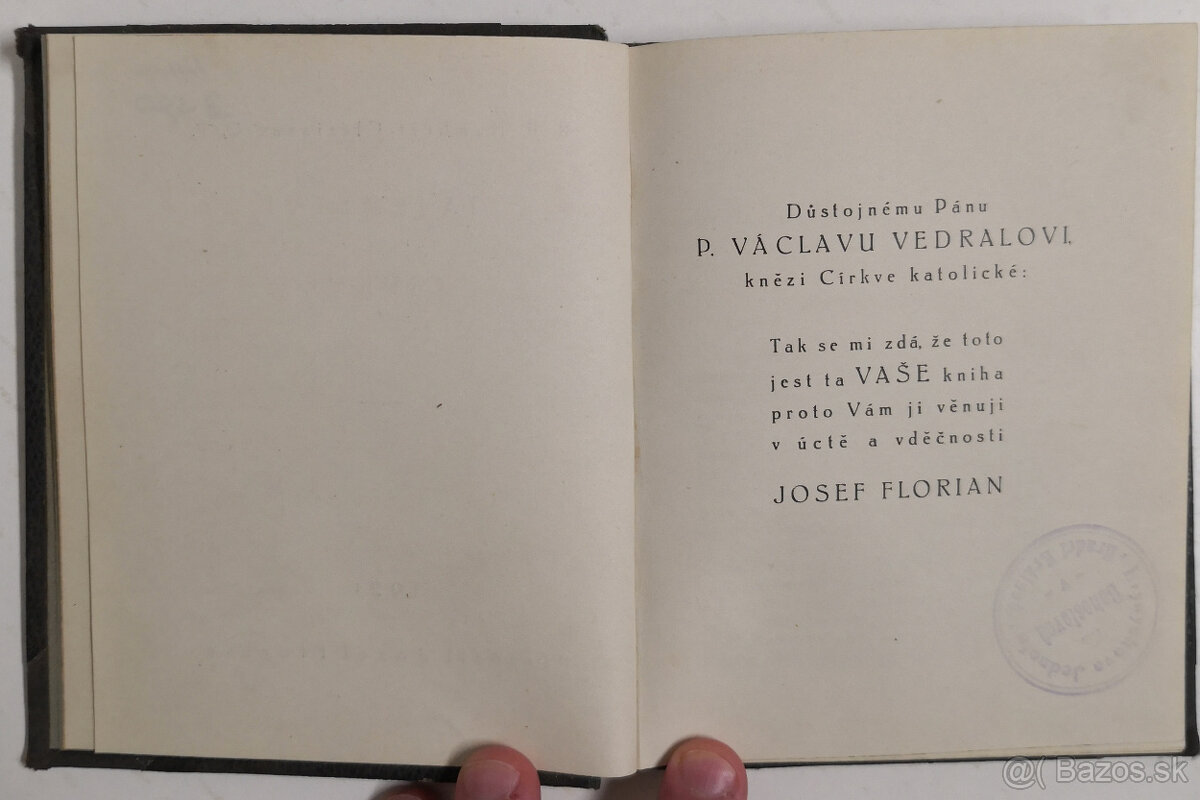 Důstojnému Pánu
P. VÁCLAVU VEDRALOVI,
knězi Církve katolické:
Tak se mi zdá, že toto
jest ta VAŠE kniha
proto Vám ji věnuji
v úctě a vděčnosti
JOSEF FLORIAN
@( Bazos.sk